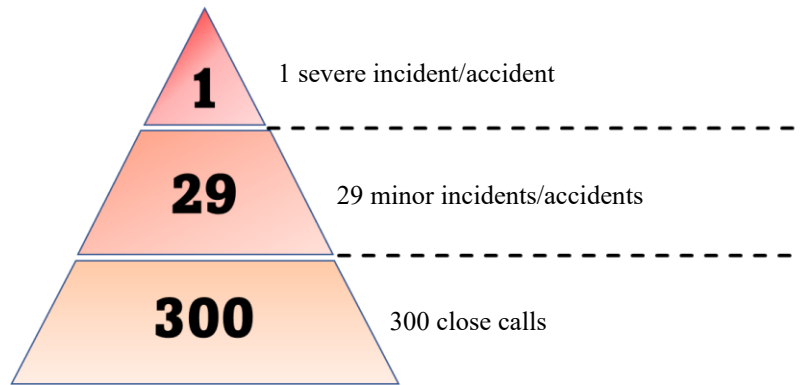 1
1 severe incident/accident
29
29 minor incidents/accidents
300
300 close calls